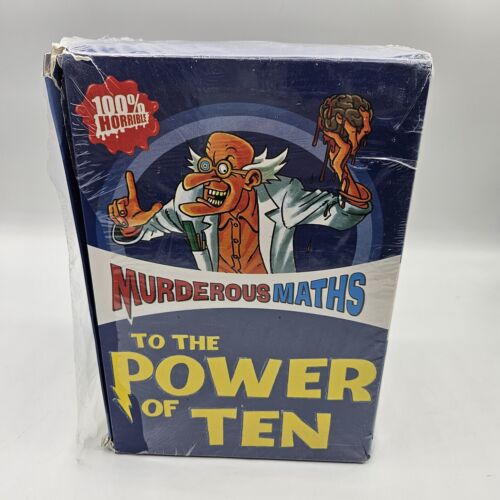 100%
HORRIBLE
MURDEROUS MATHS
TO THE
POWER
OF TEN